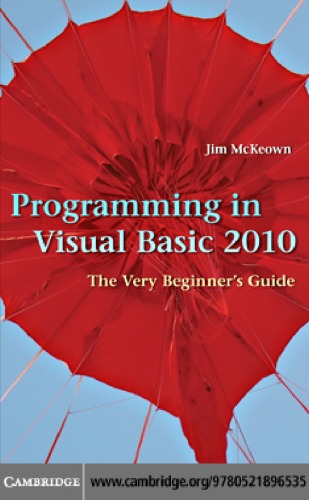 Jim McKeown
Programming in
Visual Basic 2010
The Very Beginner's Guide
CAMBRIDGE
www.cambridge.org/9780521896535